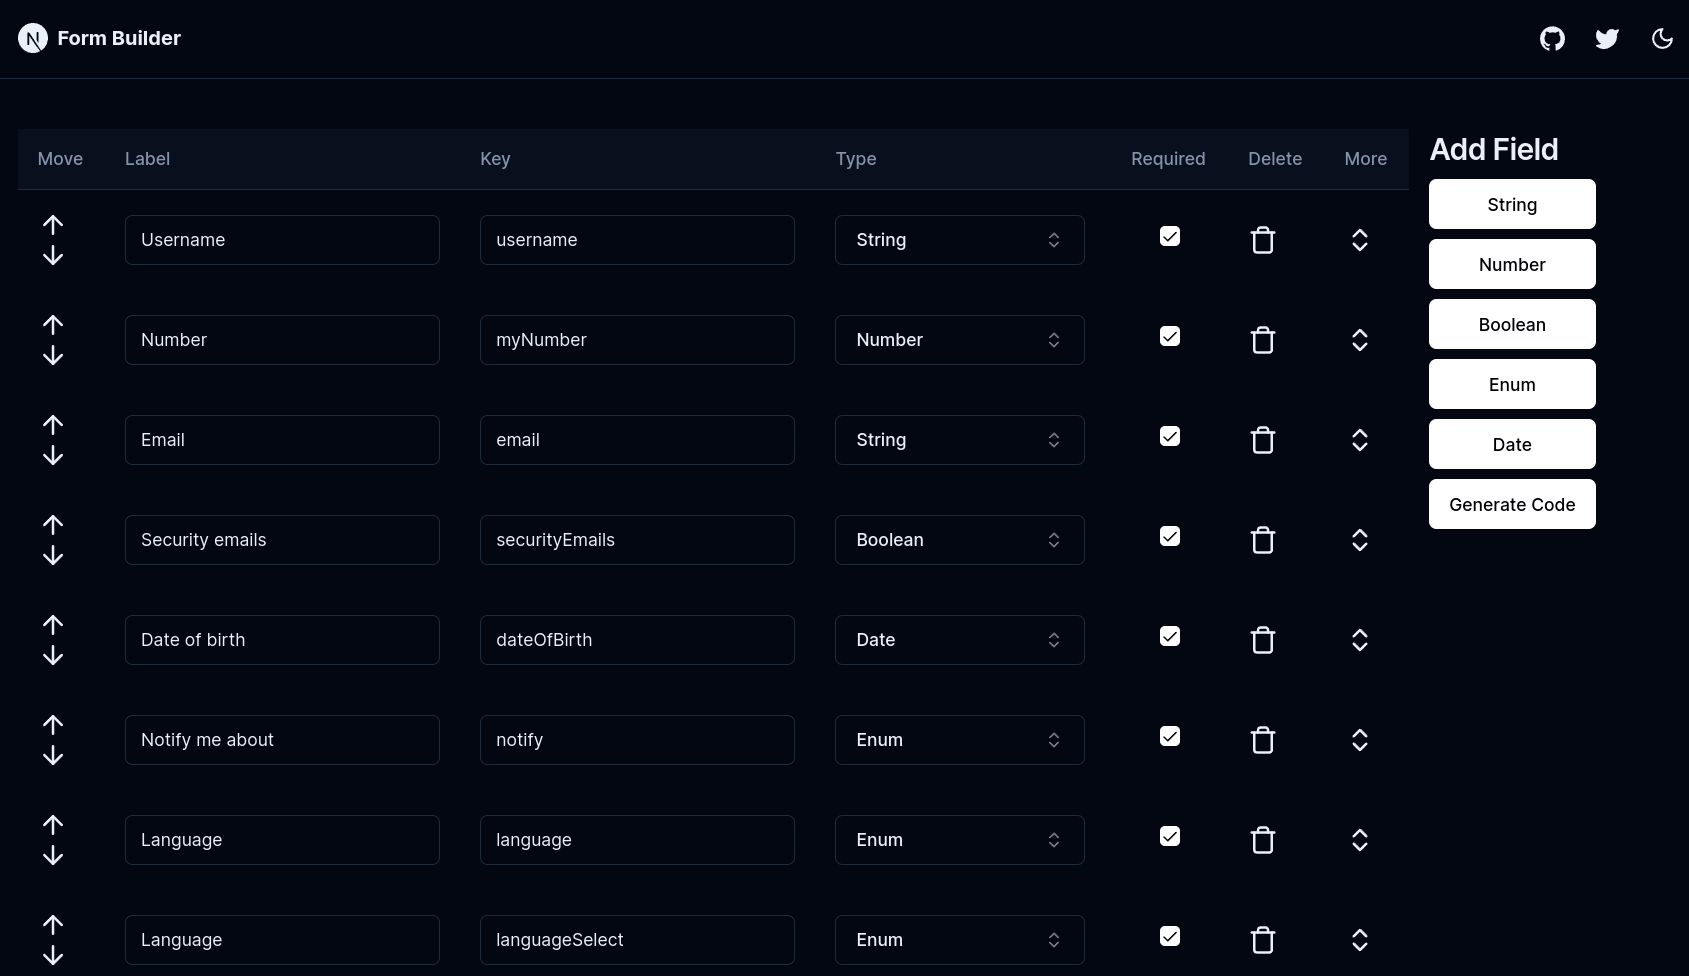 Form Builder
Move Label Key Type Required Delete More
Username username String
Number myNumber Number
Email email String
Security emails securityEmails Boolean
Date of birth dateOfBirth Date
Notify me about notify Enum
Language language Enum
Language languageSelect Enum
Add Field
String
Number
Boolean
Enum
Date
Generate Code